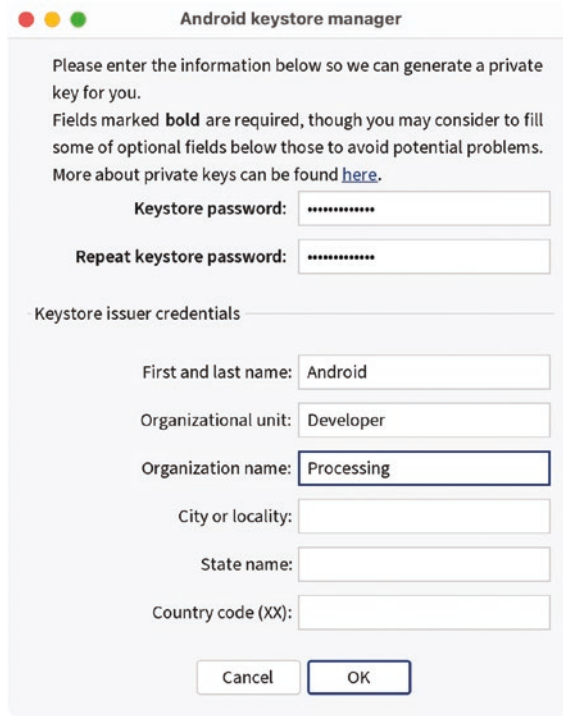 Android keystore manager
Please enter the information below so we can generate a private
key for you.
Fields marked bold are required, though you may consider to fill
some of optional fields below those to avoid potential problems.
More about private keys can be found here.
Keystore password: •••••••••••••
Repeat keystore password: •••••••••••••
Keystore issuer credentials
First and last name: Android
Organizational unit: Developer
Organization name: Processing
City or locality:
State name:
Country code (XX):
Cancel OK